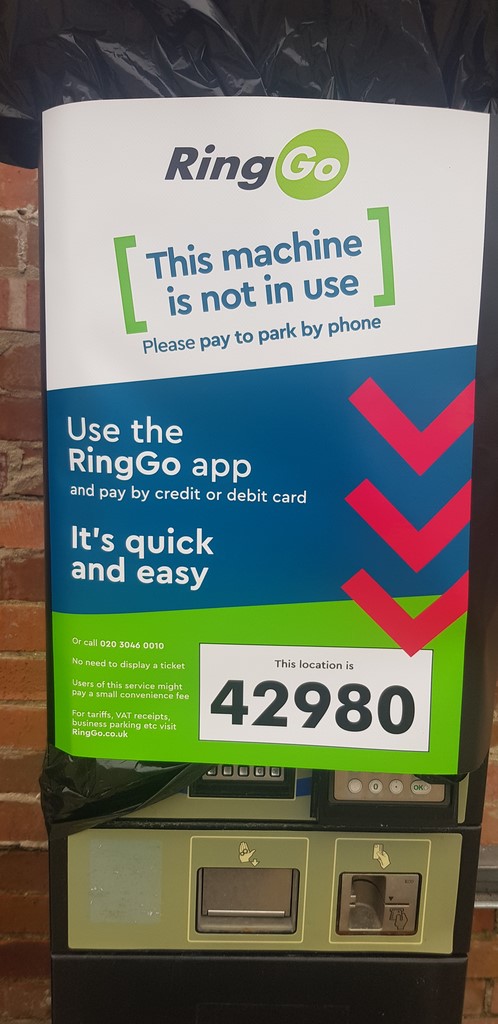 RingGo
This machine
is not in use
Please pay to park by phone
Use the
RingGo app
and pay by credit or debit card
It's quick
and easy
Or call 020 3046 0010
No need to display a ticket
Users of this service might
pay a small convenience fee
For tariffs, VAT receipts,
business parking etc visit
RingGo.co.uk
This location is
42980
0
OK